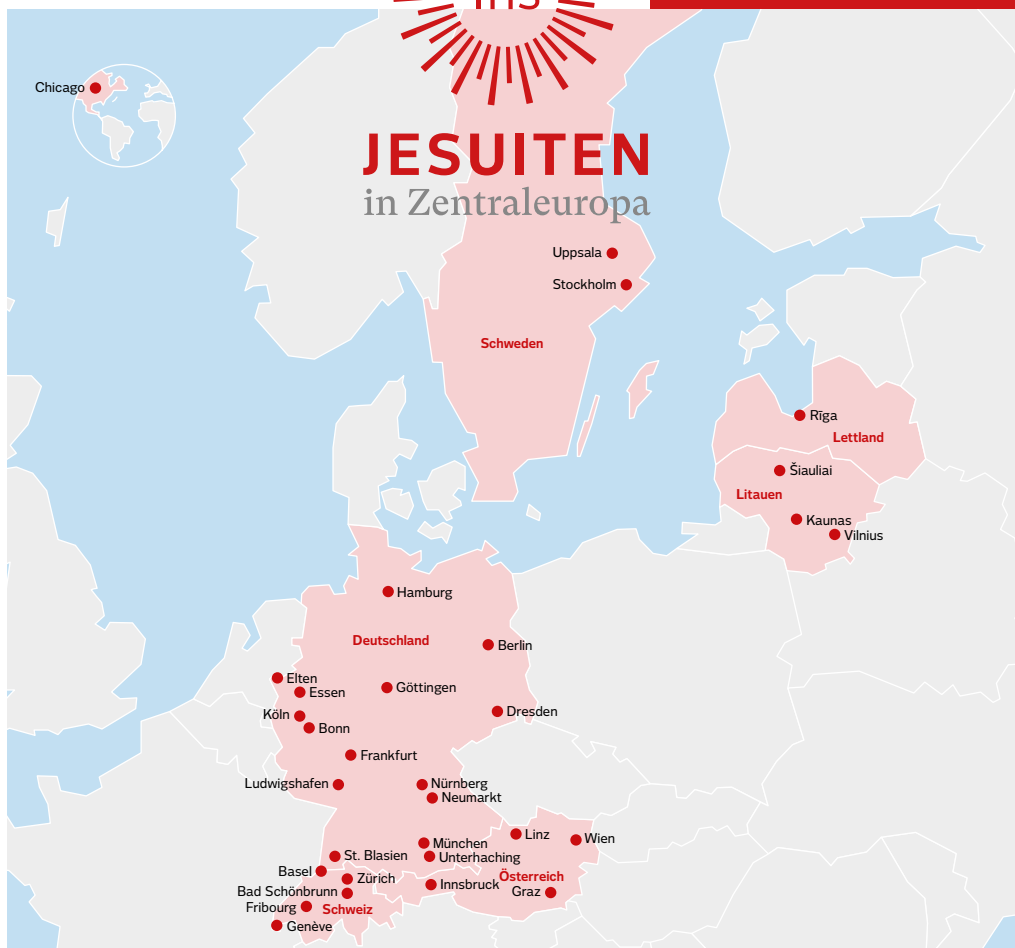 IHS
Chicago
JESUITEN
in Zentraleuropa
Uppsala
Stockholm
Schweden
Rīga
Lettland
Šiauliai
Litauen
Kaunas
Vilnius
Hamburg
Deutschland
Berlin
Elten
Essen
Göttingen
Köln
Bonn
Dresden
Frankfurt
Ludwigshafen
Nürnberg
Neumarkt
Linz
Wien
München
St. Blasien
Unterhaching
Basel
Zürich
Österreich
Innsbruck
Bad Schönbrunn
Graz
Fribourg
Schweiz
Genève